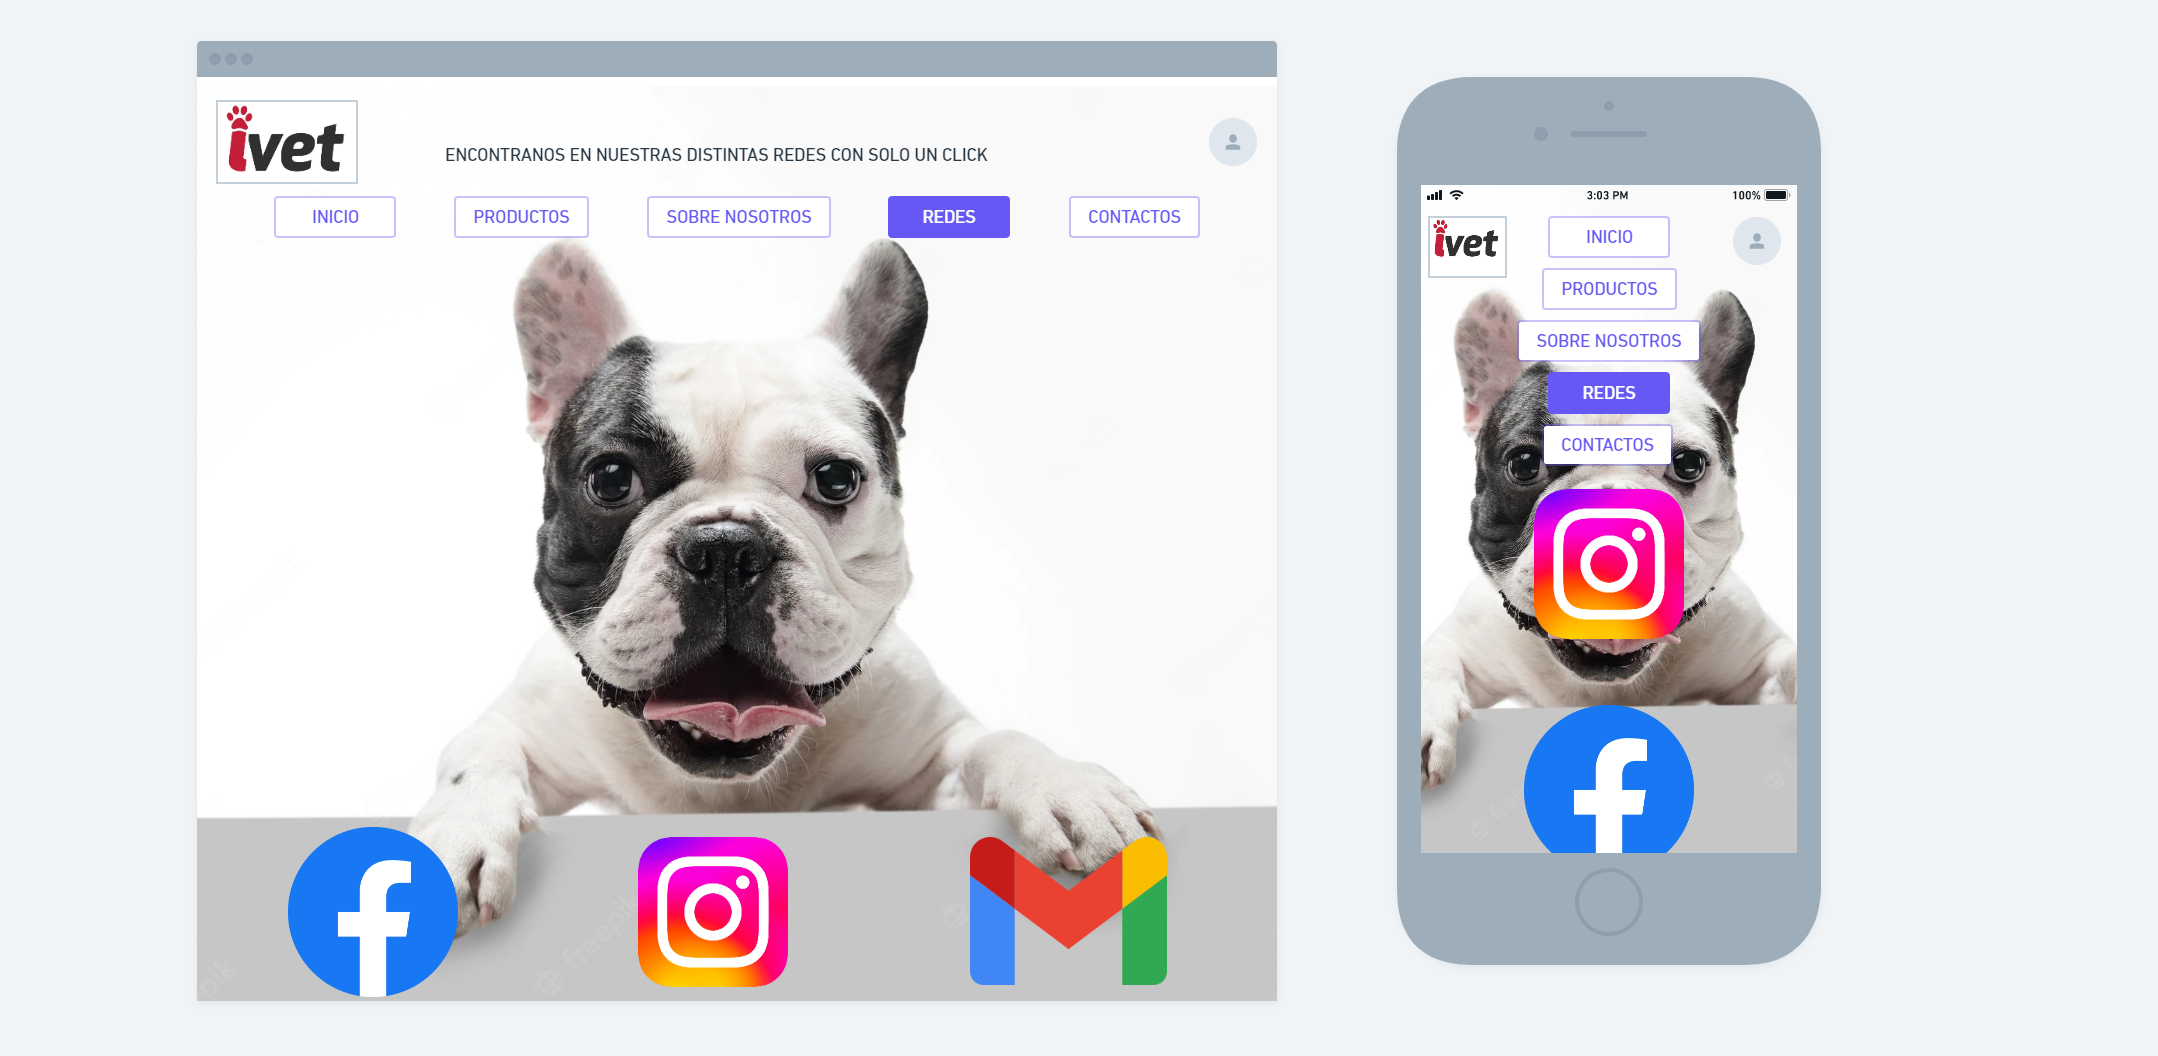 ivet
ENCONTRANOS EN NUESTRAS DISTINTAS REDES CON SOLO UN CLICK
INICIO
PRODUCTOS
SOBRE NOSOTROS
REDES
CONTACTOS
freepik
3:03 PM
100%
ivet
INICIO
PRODUCTOS
SOBRE NOSOTROS
REDES
CONTACTOS